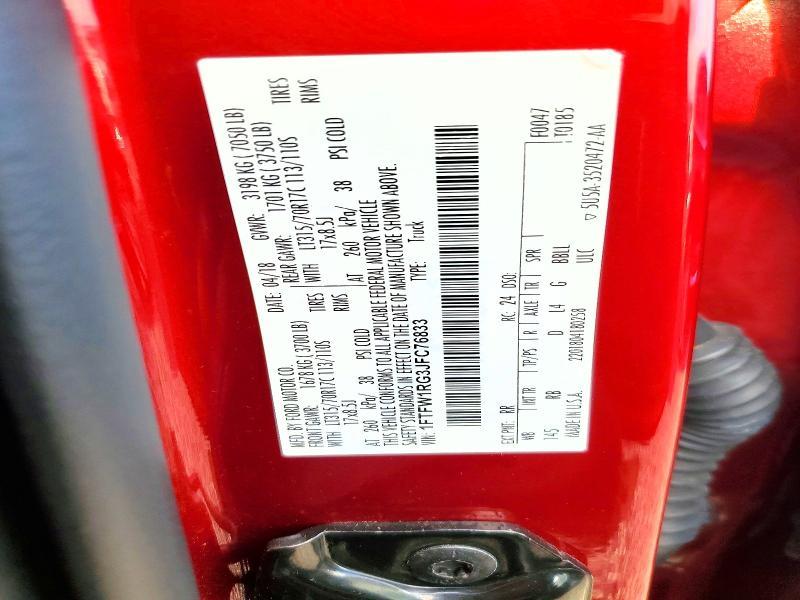 MFD. BY FORD MOTOR CO.
DATE: 04/18 GVWR: 3198 KG (7050 LB)
FRONT GAWR: 1678 KG (3700 LB) REAR GAWR: 1701 KG (3750 LB)
LT315/70R17C 113/110S TIRES WITH LT315/70R17C 113/110S TIRES
17x8.5J RIMS 17x8.5J RIMS
AT 260 kPa/ 38 PSI COLD AT 260 kPa/ 38 PSI COLD
THIS VEHICLE CONFORMS TO ALL APPLICABLE FEDERAL MOTOR VEHICLE
SAFETY STANDARDS IN EFFECT ON THE DATE OF MANUFACTURE SHOWN ABOVE.
VIN: 1FTFW1RG3JFC76833 TYPE: Truck
EXT PNT: RR RC: 24 DSO: F0047
WB INT TR TP/PS R AXLE TR SPR T0185
145 RB D L4 G BBLL
MADE IN U.S.A. 2201804180258 ULC
▽ 5U5A-3520472-AA